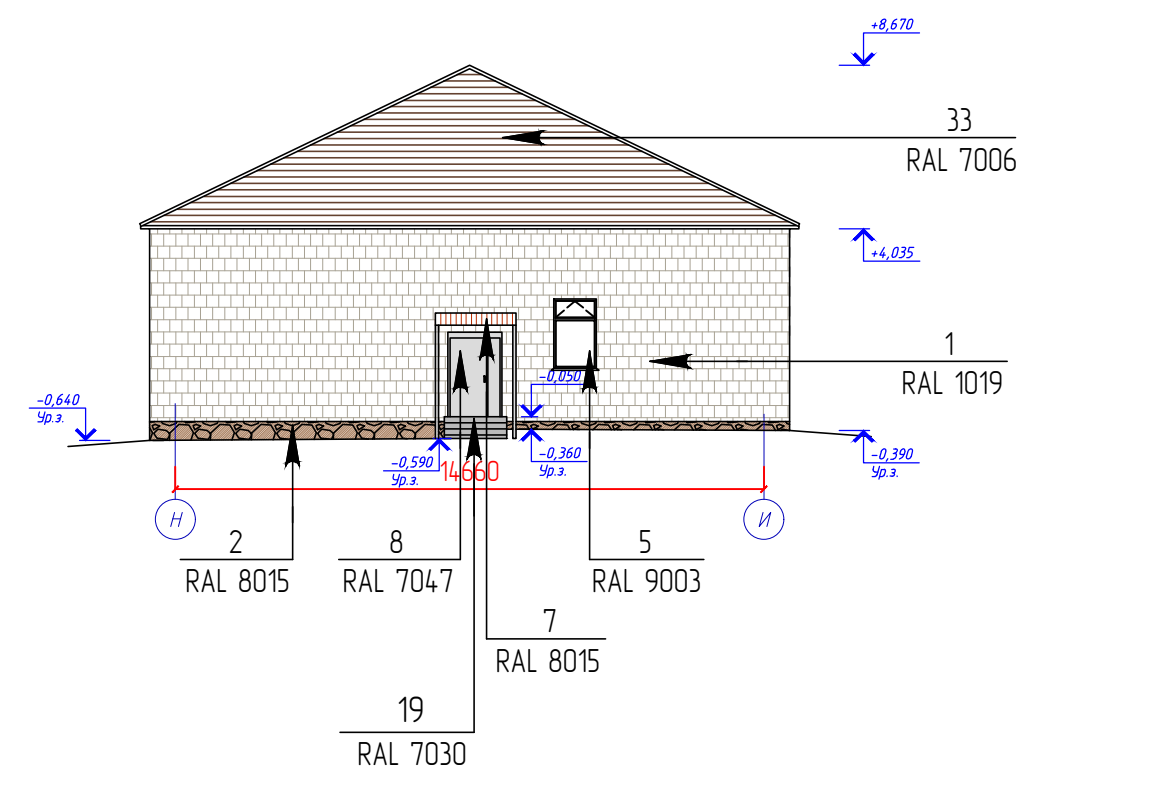 +8,670
33
RAL 7006
+4,035
1
RAL 1019
-0,050
-0,640
Ур.з.
-0,590
Ур.з.
14660
-0,360
Ур.з.
-0,390
Ур.з.
Н
И
2
RAL 8015
8
RAL 7047
5
RAL 9003
7
RAL 8015
19
RAL 7030